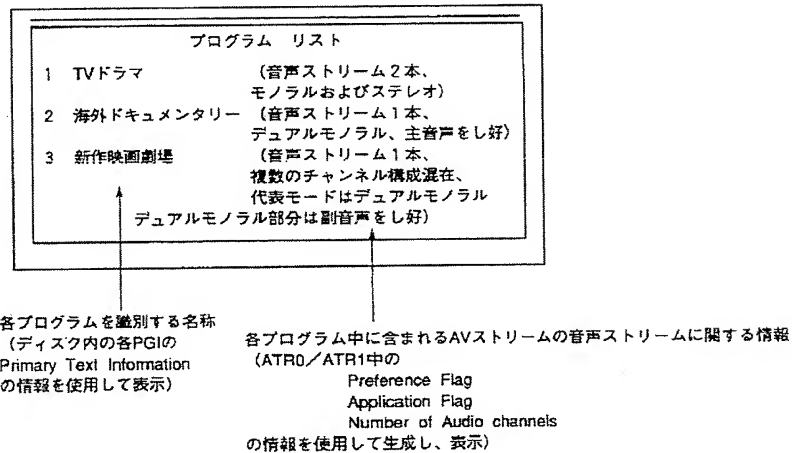 プログラム リスト
1 TVドラマ (音声ストリーム2本、
モノラルおよびステレオ)
2 海外ドキュメンタリー (音声ストリーム1本、
デュアルモノラル、主音声をし好)
3 新作映画劇場 (音声ストリーム1本、
複数のチャンネル構成混在、
代表モードはデュアルモノラル
デュアルモノラル部分は副音声をし好)
各プログラムを識別する名称
(ディスク内の各PGIの
Primary Text Information
の情報を使用して表示)
各プログラム中に含まれるAVストリームの音声ストリームに関する情報
(ATR0/ATR1中の
Preference Flag
Application Flag
Number of Audio channels
の情報を使用して生成し、表示)